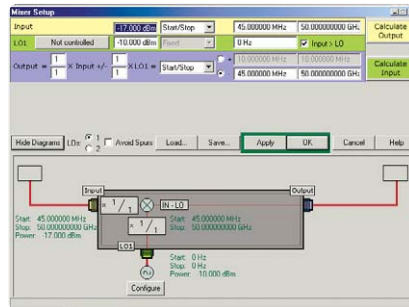 Mixer Setup
Input -17.000 dBm Start/Stop 45.000000 MHz 50.000000000 GHz Calculate Output
LO1 Not controlled -10.000 dBm Fixed 0 Hz Input > LO
Output = 1 1 X Input +/- 1 1 X LO1 = Start/Stop + 10.000000 MHz 50.000000000 GHz Calculate Input
- 45.000000 MHz 50.000000000 GHz
Hide Diagrams LOs: 1 2 Avoid Spurs Load... Save... Apply OK Cancel Help
Input Output
x 1/1 IN - LO
Start: 45.000000 MHz Start: 45.000000 MHz
Stop: 50.000000000 GHz Stop: 50.000000000 GHz
Power: -17.000 dBm
x 1/1
LO1
Start: 0 Hz
Stop: 0 Hz
Power: -10.000 dBm
Configure